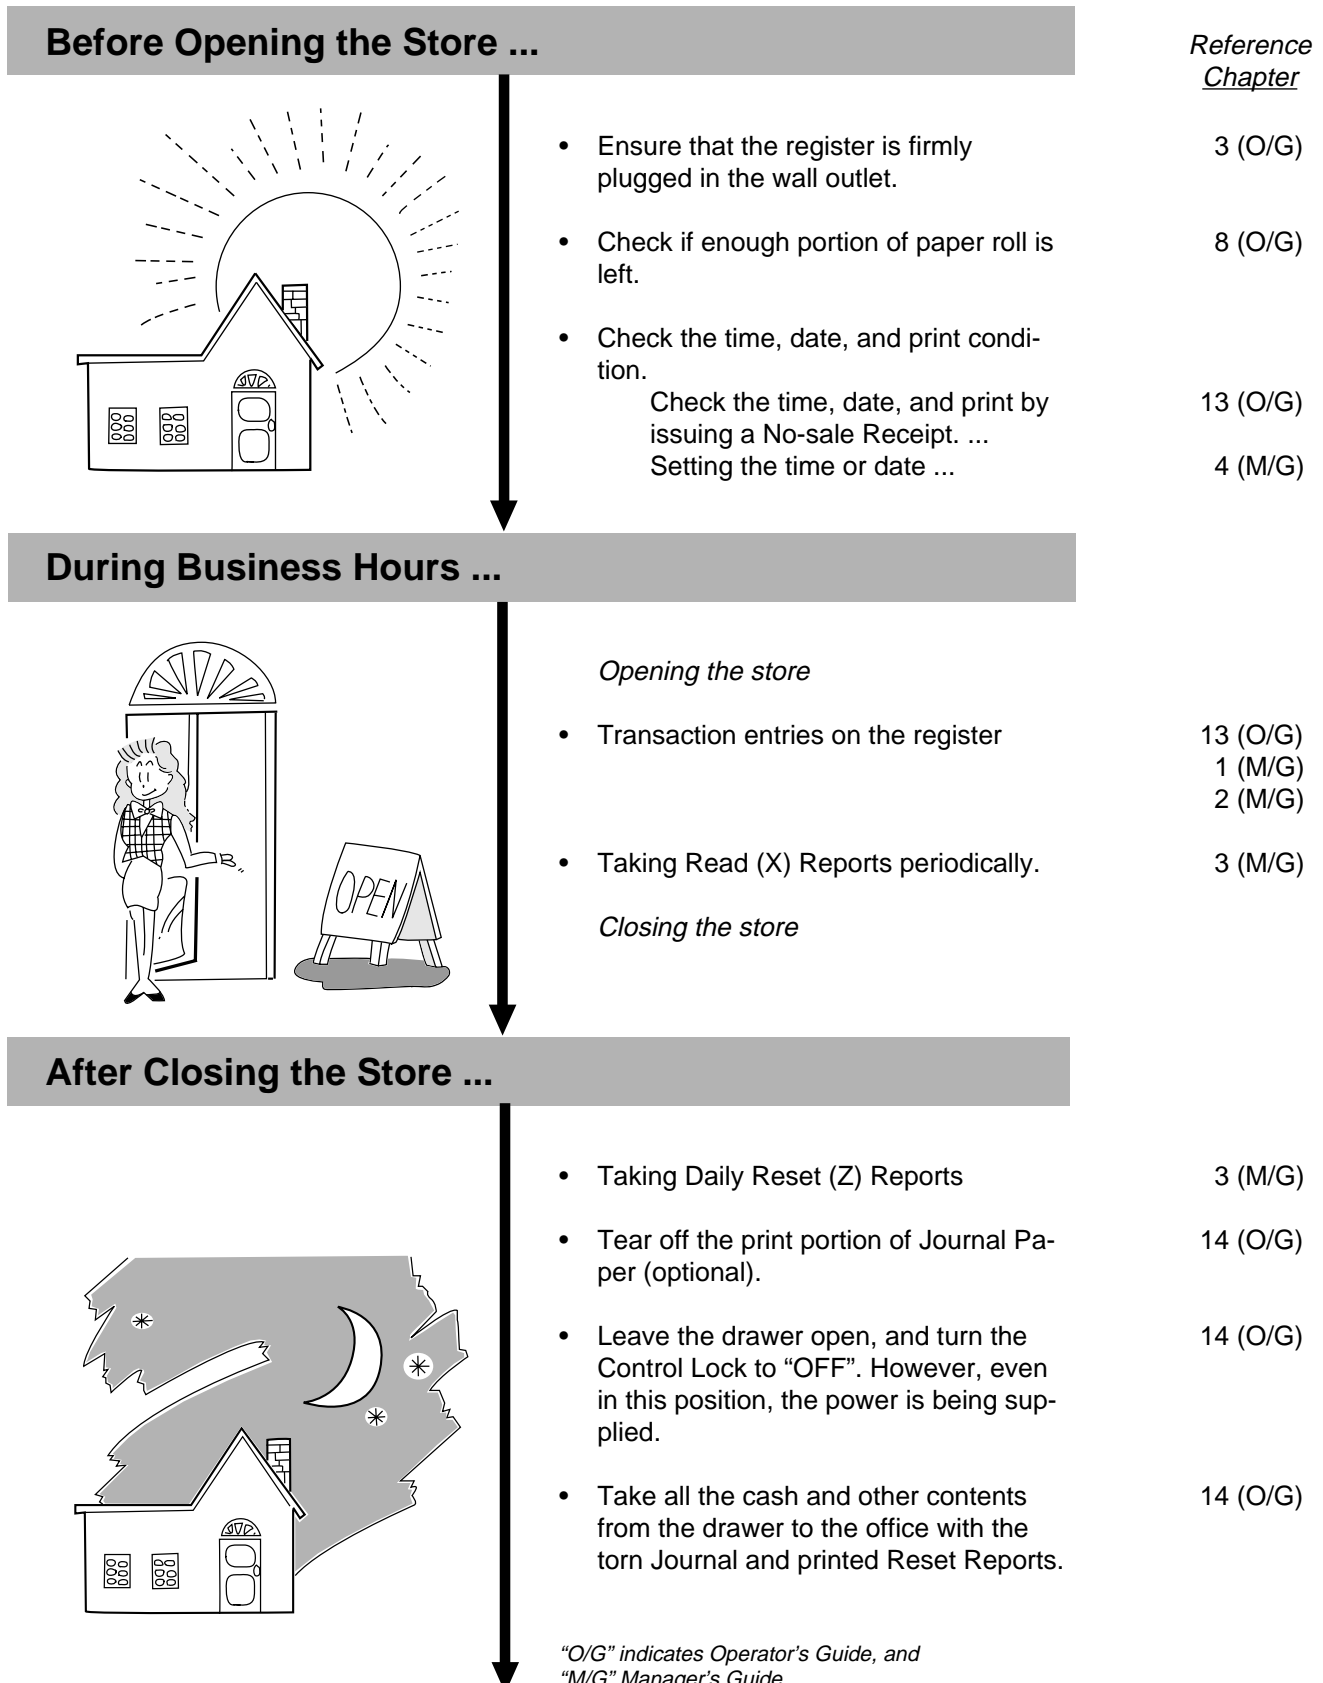 Before Opening the Store ...
Reference
Chapter
• Ensure that the register is firmly 3 (O/G)
plugged in the wall outlet.
• Check if enough portion of paper roll is 8 (O/G)
left.
• Check the time, date, and print condi-
tion.
Check the time, date, and print by 13 (O/G)
issuing a No-sale Receipt. ...
Setting the time or date ... 4 (M/G)
During Business Hours ...
Opening the store
• Transaction entries on the register 13 (O/G)
1 (M/G)
2 (M/G)
• Taking Read (X) Reports periodically. 3 (M/G)
OPEN
Closing the store
After Closing the Store ...
• Taking Daily Reset (Z) Reports 3 (M/G)
• Tear off the print portion of Journal Pa- 14 (O/G)
per (optional).
• Leave the drawer open, and turn the 14 (O/G)
Control Lock to “OFF”. However, even
in this position, the power is being sup-
plied.
• Take all the cash and other contents 14 (O/G)
from the drawer to the office with the
torn Journal and printed Reset Reports.
“O/G” indicates Operator’s Guide, and
“M/G” Manager’s Guide